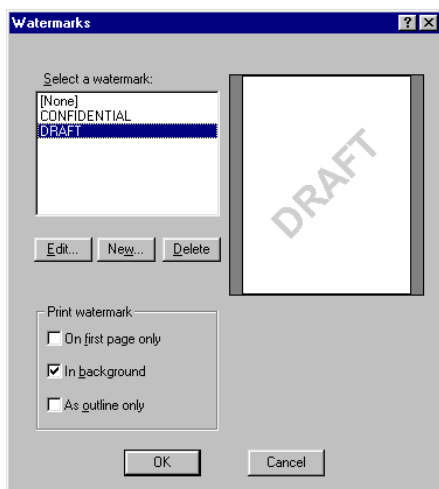 Watermarks
Select a watermark:
[None]
CONFIDENTIAL
DRAFT
DRAFT
Edit... New... Delete
Print watermark
On first page only
In background
As outline only
OK Cancel